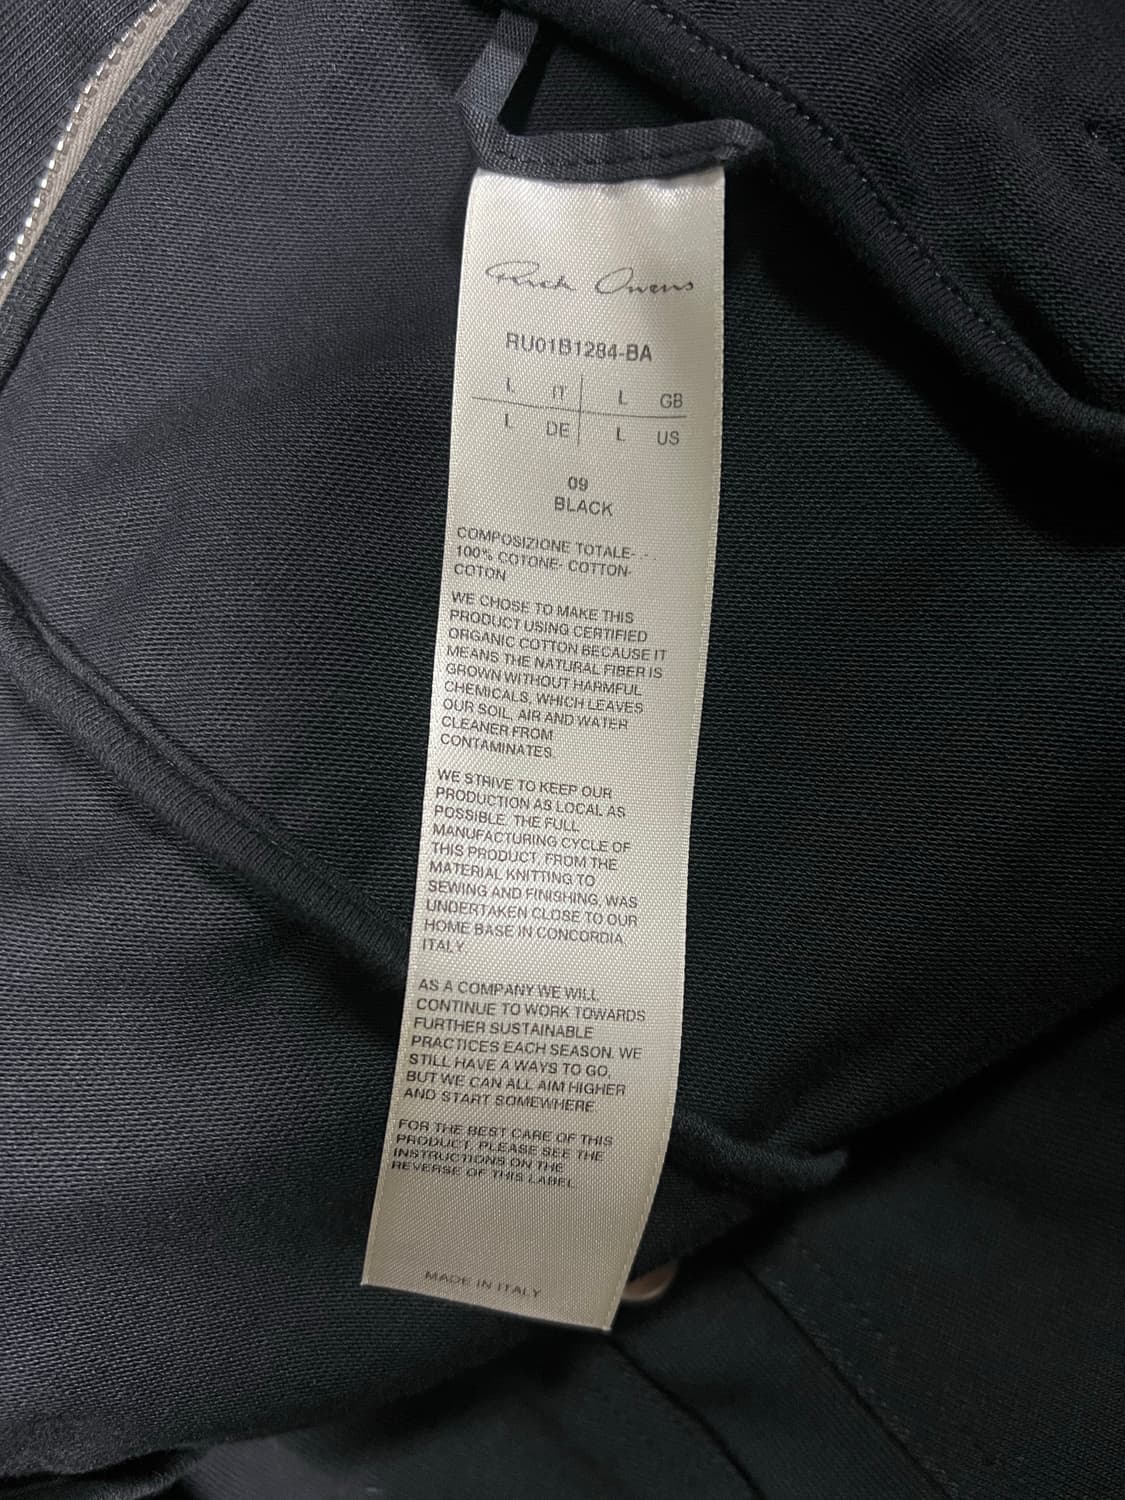 Rick Owens
RU01B1284-BA
L IT L GB
L DE L US
09
BLACK
COMPOSIZIONE TOTALE- - -
100% COTONE- COTTON-
COTON
WE CHOSE TO MAKE THIS
PRODUCT USING CERTIFIED
ORGANIC COTTON BECAUSE IT
MEANS THE NATURAL FIBER IS
GROWN WITHOUT HARMFUL
CHEMICALS, WHICH LEAVES
OUR SOIL, AIR AND WATER
CLEANER FROM
CONTAMINATES.
WE STRIVE TO KEEP OUR
PRODUCTION AS LOCAL AS
POSSIBLE. THE FULL
MANUFACTURING CYCLE OF
THIS PRODUCT, FROM THE
MATERIAL KNITTING TO
SEWING AND FINISHING, WAS
UNDERTAKEN CLOSE TO OUR
HOME BASE IN CONCORDIA,
ITALY.
AS A COMPANY WE WILL
CONTINUE TO WORK TOWARDS
FURTHER SUSTAINABLE
PRACTICES EACH SEASON. WE
STILL HAVE A WAYS TO GO,
BUT WE CAN ALL AIM HIGHER
AND START SOMEWHERE
FOR THE BEST CARE OF THIS
PRODUCT, PLEASE SEE THE
INSTRUCTIONS ON THE
REVERSE OF THIS LABEL.
MADE IN ITALY